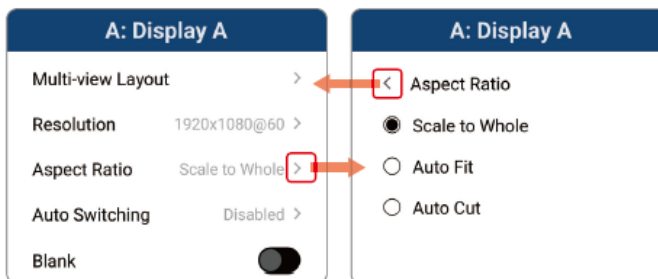 A: Display A
Multi-view Layout >
Resolution 1920x1080@60 >
Aspect Ratio Scale to Whole >
Auto Switching Disabled >
Blank
A: Display A
< Aspect Ratio
Scale to Whole
Auto Fit
Auto Cut